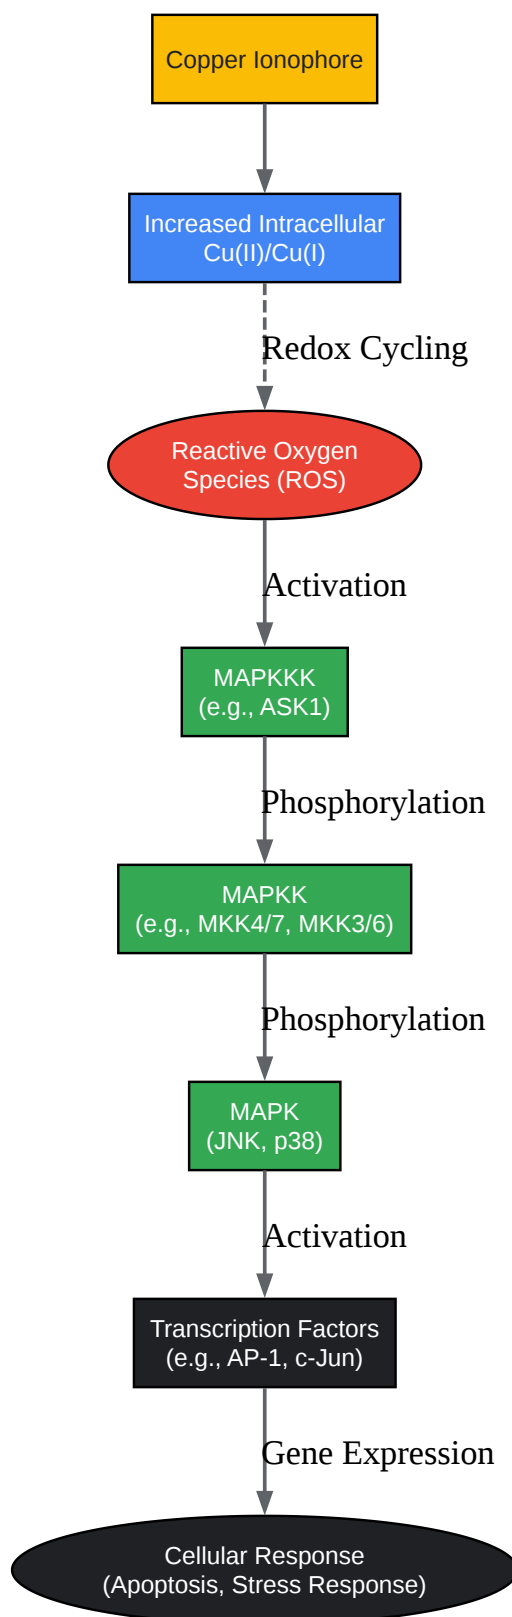 Copper Ionophore
Increased Intracellular
Cu(II)/Cu(I)
Redox Cycling
Reactive Oxygen
Species (ROS)
Activation
MAPKKK
(e.g., ASK1)
Phosphorylation
MAPKK
(e.g., MKK4/7, MKK3/6)
Phosphorylation
MAPK
(JNK, p38)
Activation
Transcription Factors
(e.g., AP-1, c-Jun)
Gene Expression
Cellular Response
(Apoptosis, Stress Response)